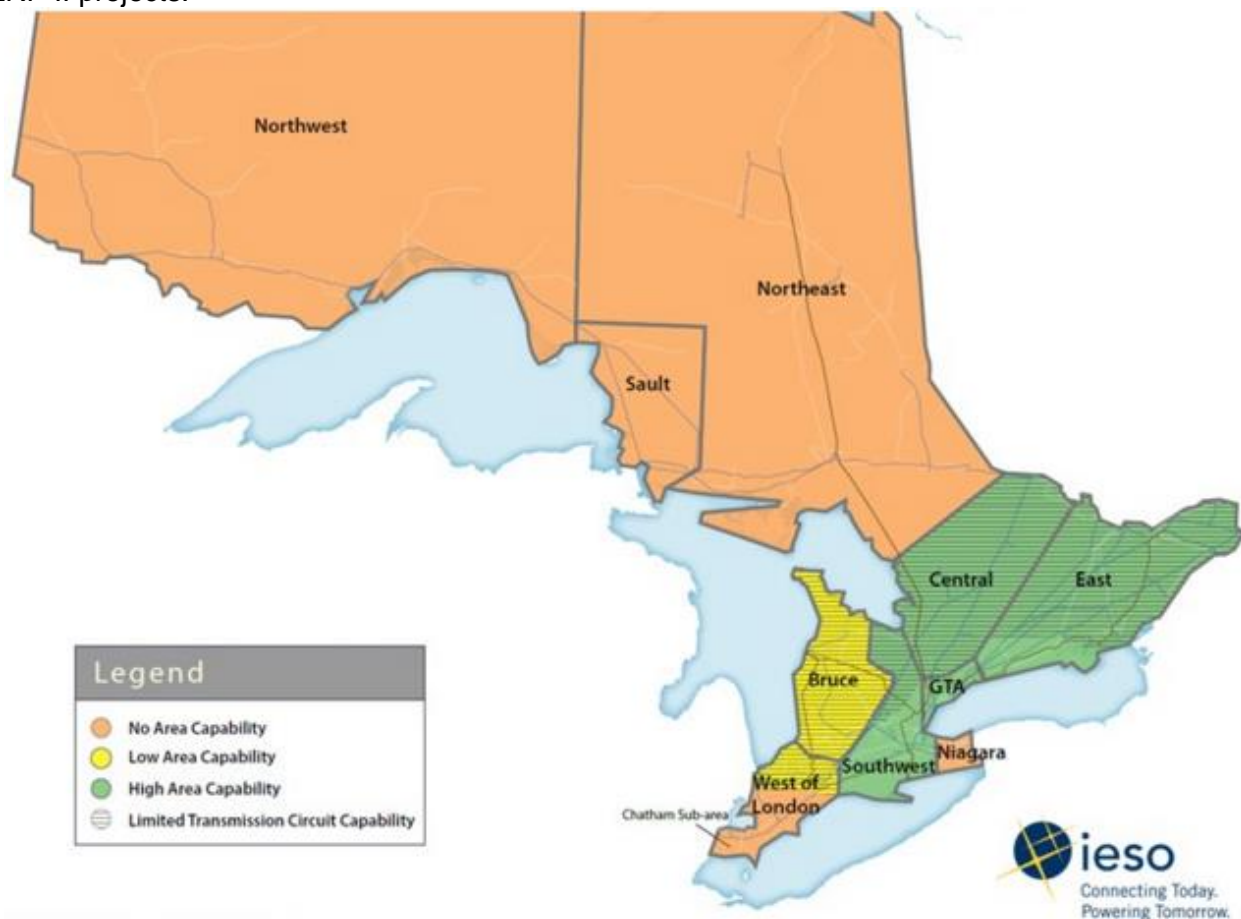 projects.
Northwest
Northeast
Sault
Central
East
Bruce
GTA
Niagara
Southwest
West of
London
Chatham Sub-area
Legend
No Area Capability
Low Area Capability
High Area Capability
Limited Transmission Circuit Capability
ieso
Connecting Today.
Powering Tomorrow.